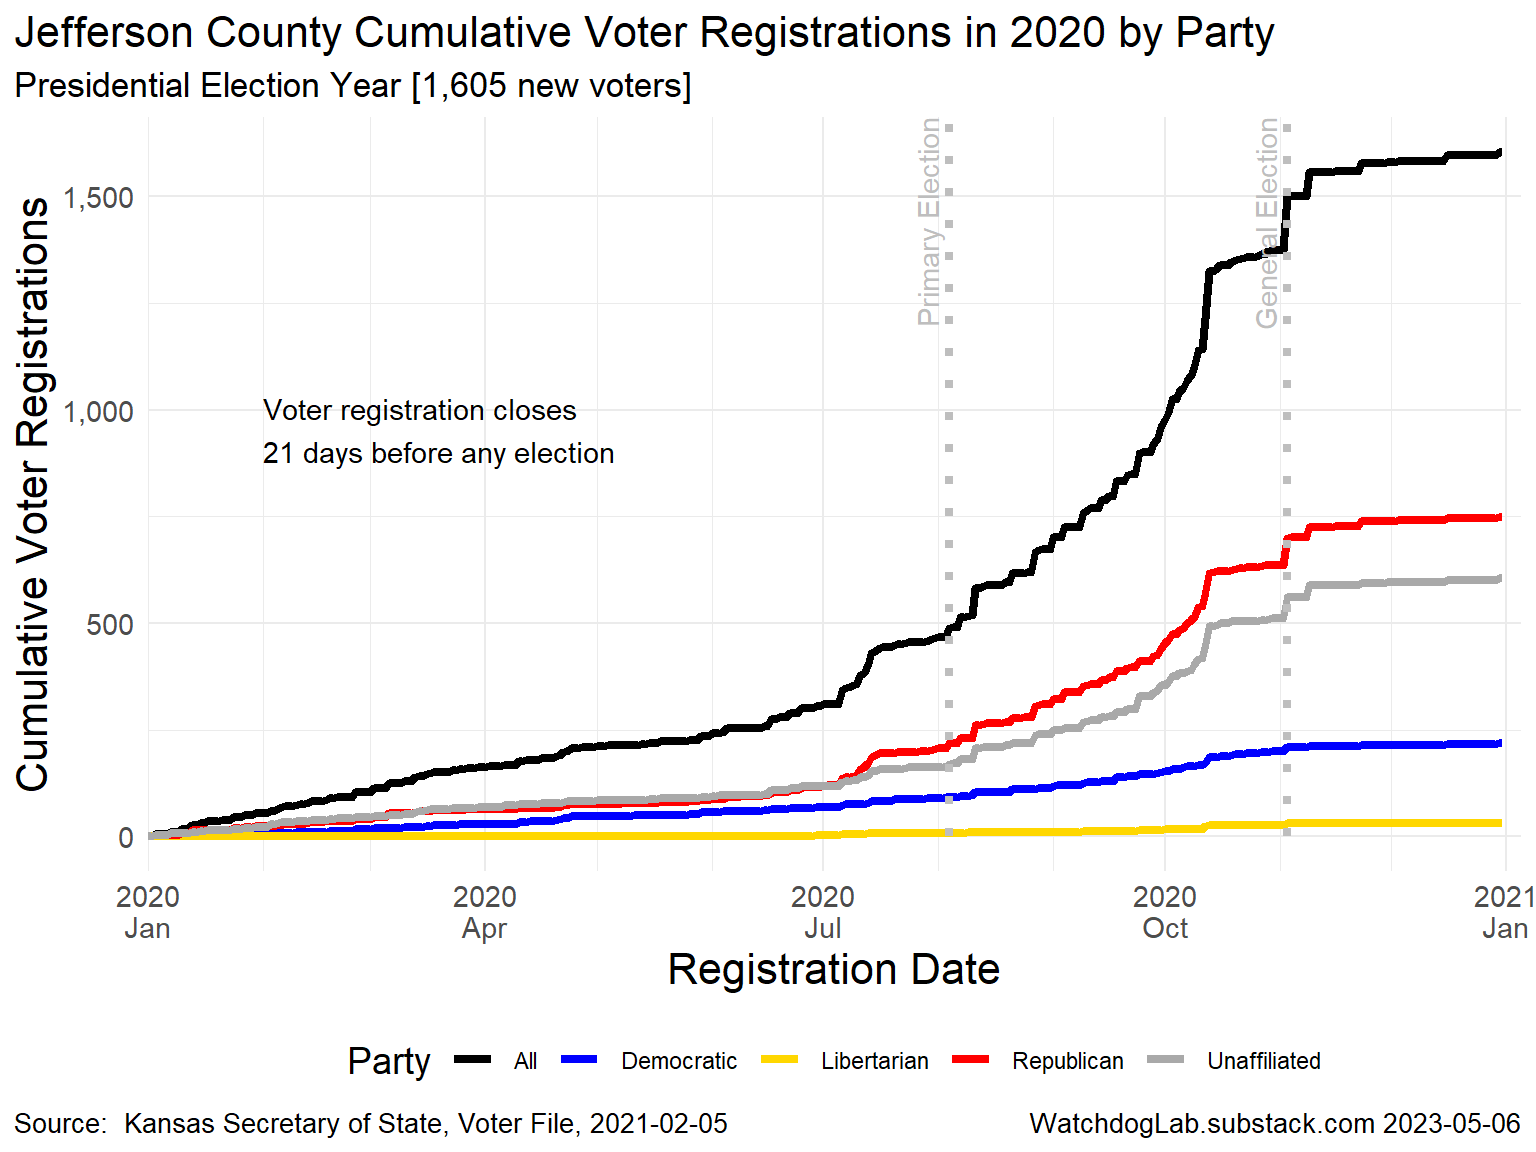 Jefferson County Cumulative Voter Registrations in 2020 by Party
Presidential Election Year [1,605 new voters]
Cumulative Voter Registrations
1,500
1,000
500
0
Primary Election
General Election
Voter registration closes
21 days before any election
2020
Jan
2020
Apr
2020
Jul
2020
Oct
2021
Jan
Registration Date
Party
All
Democratic
Libertarian
Republican
Unaffiliated
Source:  Kansas Secretary of State, Voter File, 2021-02-05
WatchdogLab.substack.com 2023-05-06